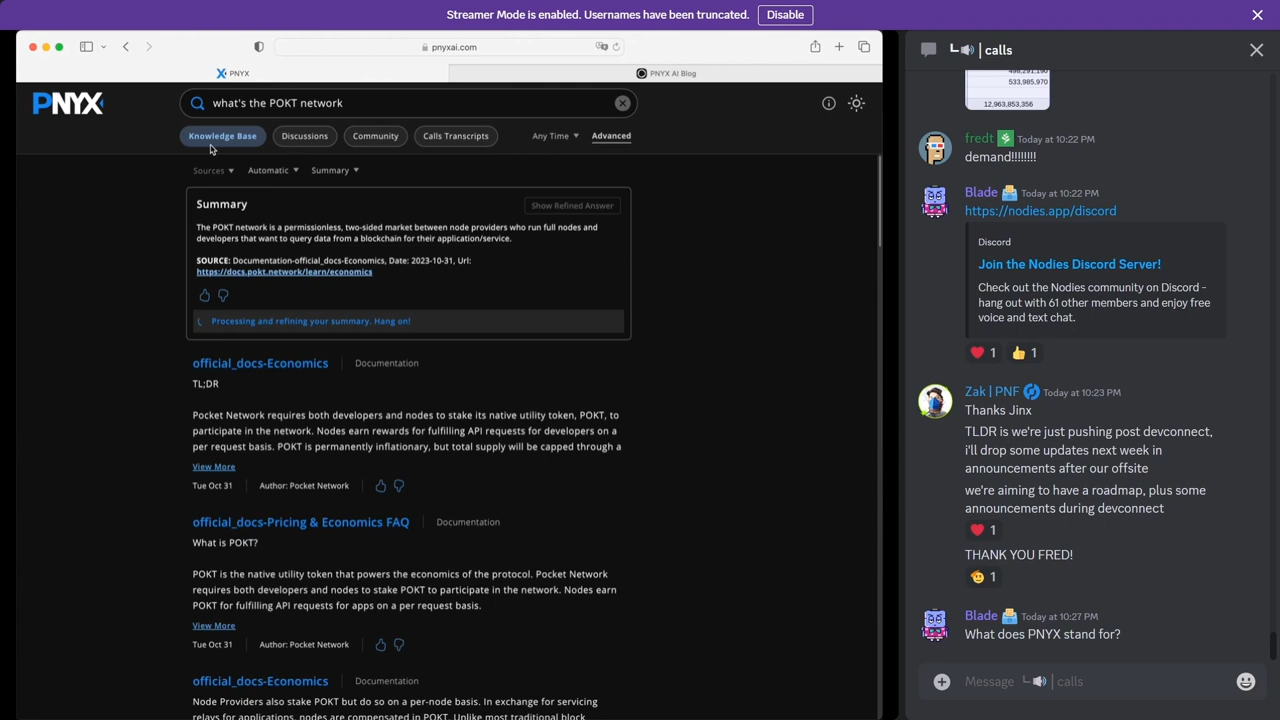 Streamer Mode is enabled. Usernames have been truncated. Disable
pnyxai.com
PNYX
PNYX AI Blog
PNYX
what's the POKT network
Knowledge Base Discussions Community Calls Transcripts Any Time Advanced
Sources Automatic Summary
Summary
Show Refined Answer
The POKT network is a permissionless, two-sided market between node providers who run full nodes and
developers that want to query data from a blockchain for their application/service.
SOURCE: Documentation-official_docs-Economics, Date: 2023-10-31, Url:
https://docs.pokt.network/learn/economics
Processing and refining your summary. Hang on!
official_docs-Economics Documentation
TL;DR
Pocket Network requires both developers and nodes to stake its native utility token, POKT, to
participate in the network. Nodes earn rewards for fulfilling API requests for developers on a
per request basis. POKT is permanently inflationary, but total supply will be capped through a
View More
Tue Oct 31 Author: Pocket Network
official_docs-Pricing & Economics FAQ Documentation
What is POKT?
POKT is the native utility token that powers the economics of the protocol. Pocket Network
requires both developers and nodes to stake POKT to participate in the network. Nodes earn
POKT for fulfilling API requests for apps on a per request basis.
View More
Tue Oct 31 Author: Pocket Network
official_docs-Economics Documentation
Node Providers also stake POKT but do so on a per-node basis. In exchange for servicing
relays for applications, nodes are compensated in POKT. Unlike most traditional block
calls
533,985,970
12,963,853,356
fredt Today at 10:22 PM
demand!!!!!!!!
Blade Today at 10:22 PM
https://nodies.app/discord
Discord
Join the Nodies Discord Server!
Check out the Nodies community on Discord -
hang out with 61 other members and enjoy free
voice and text chat.
1 1
Zak | PNF Today at 10:23 PM
Thanks Jinx
TLDR is we're just pushing post devconnect,
i'll drop some updates next week in
announcements after our offsite
we're aiming to have a roadmap, plus some
announcements during devconnect
1
THANK YOU FRED!
1
Blade Today at 10:27 PM
What does PNYX stand for?
Message calls